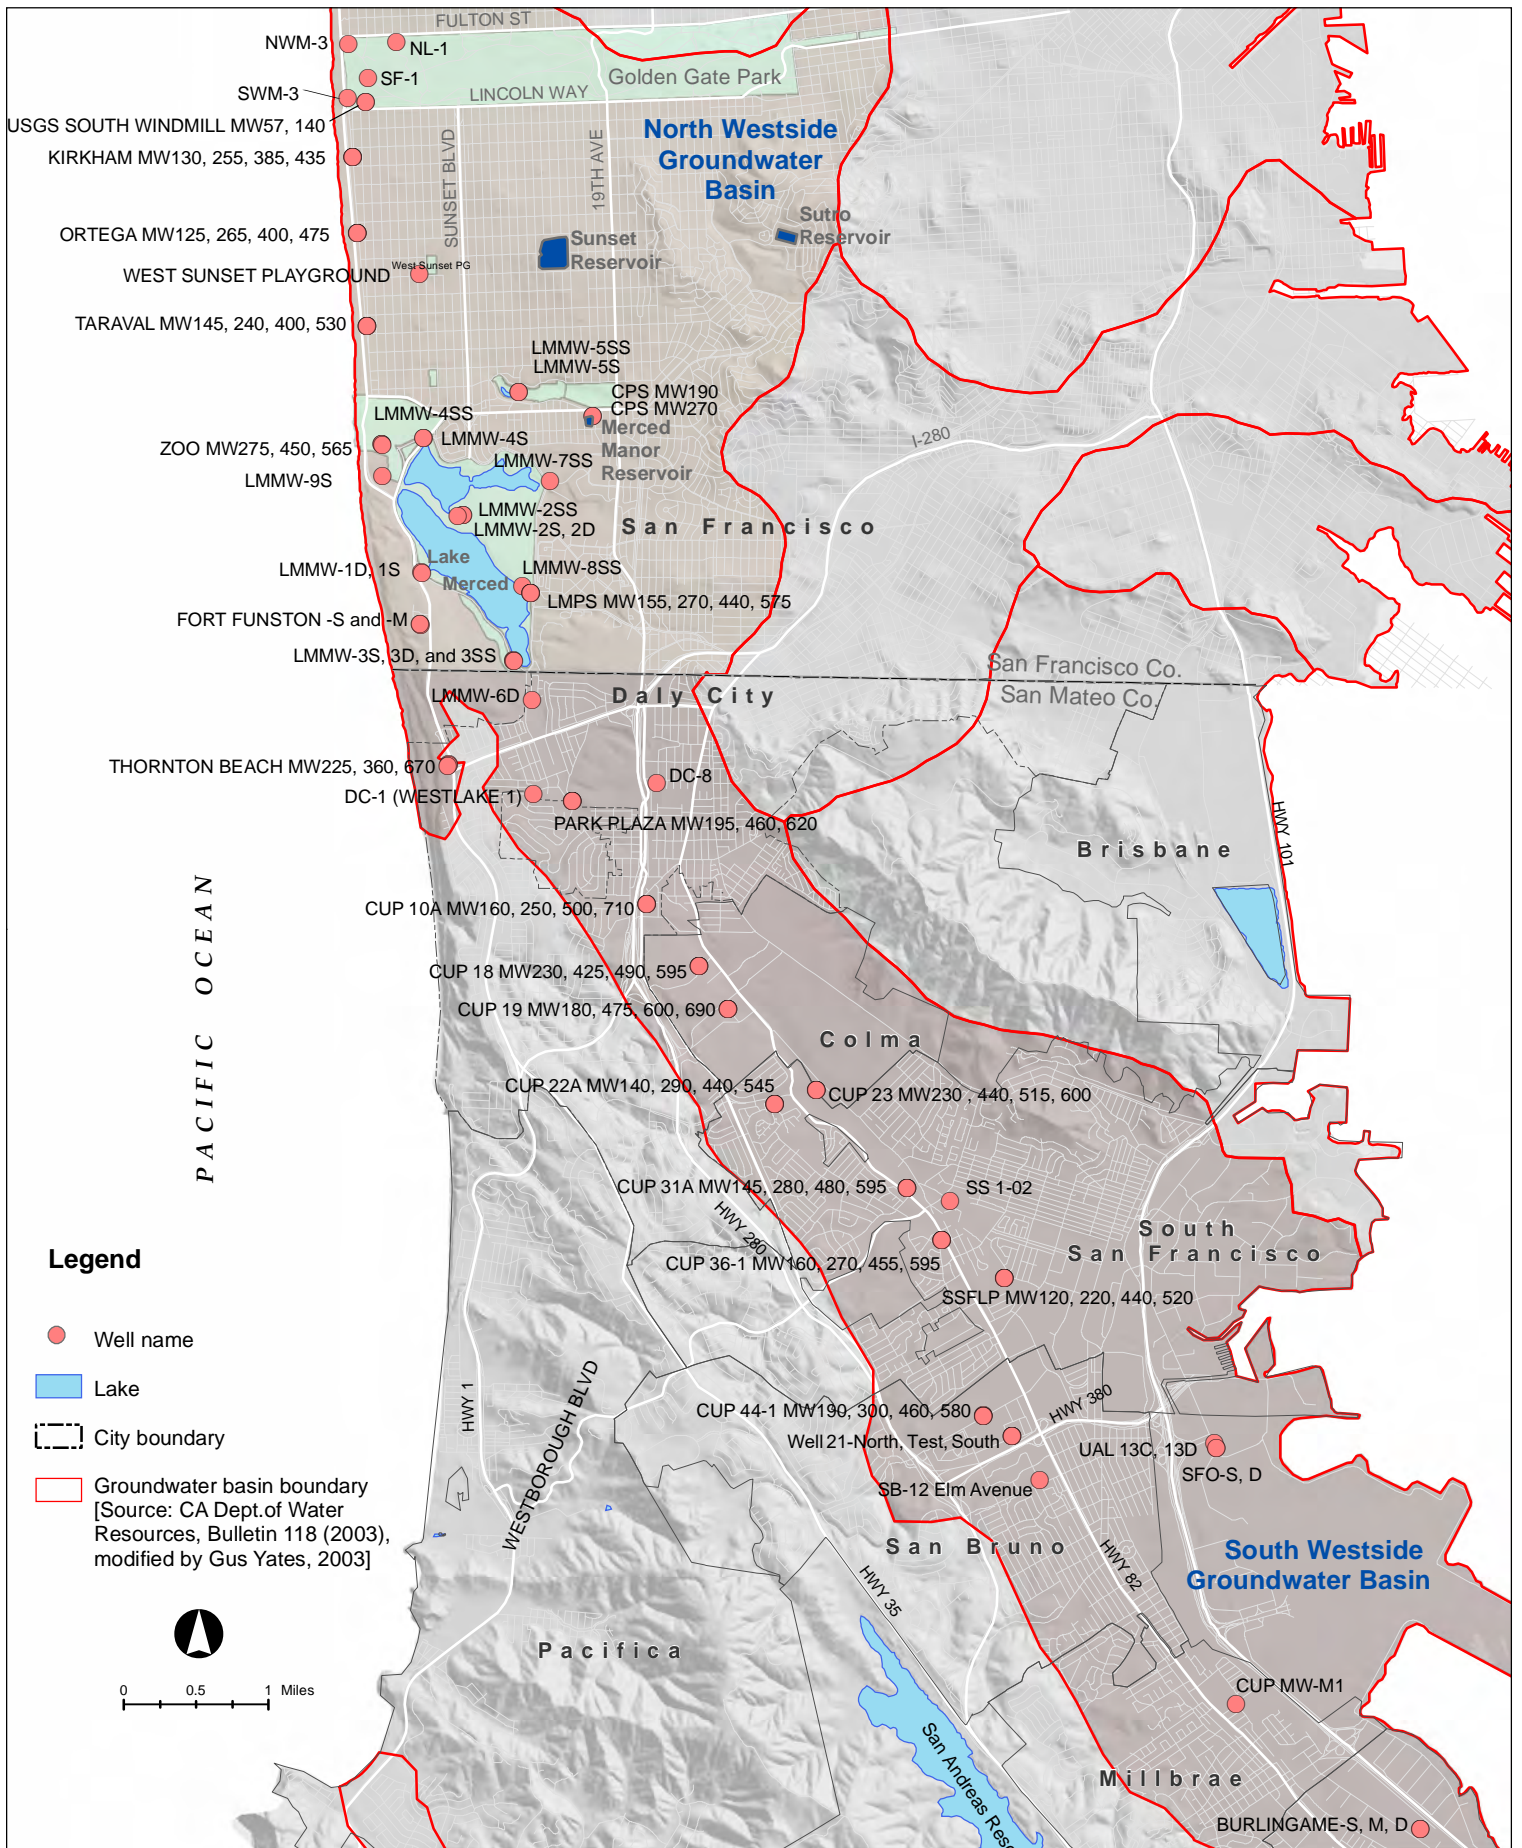 FULTON ST
NWM-3
NL-1
SF-1
Golden Gate Park
SWM-3
LINCOLN WAY
USGS SOUTH WINDMILL MW57, 140
North Westside
Groundwater
Basin
KIRKHAM MW130, 255, 385, 435
SUNSET BLVD
19TH AVE
Sutro
Reservoir
ORTEGA MW125, 265, 400, 475
Sunset
Reservoir
West Sunset PG
WEST SUNSET PLAYGROUND
TARAVAL MW145, 240, 400, 530
LMMW-5SS
LMMW-5S
CPS MW190
CPS MW270
LMMW-4SS
Merced
Manor
Reservoir
LMMW-4S
ZOO MW275, 450, 565
I-280
LMMW-7SS
LMMW-9S
LMMW-2SS
LMMW-2S, 2D
San Francisco
Lake
Merced
LMMW-1D, 1S
LMMW-8SS
LMPS MW155, 270, 440, 575
FORT FUNSTON -S and -M
LMMW-3S, 3D, and 3SS
San Francisco Co.
San Mateo Co.
LMMW-6D
Daly City
THORNTON BEACH MW225, 360, 670
DC-8
DC-1 (WESTLAKE 1)
PARK PLAZA MW195, 460, 620
HWY 101
Brisbane
PACIFIC OCEAN
CUP 10A MW160, 250, 500, 710
CUP 18 MW230, 425, 490, 595
CUP 19 MW180, 475, 600, 690
Colma
CUP 22A MW140, 290, 440, 545
CUP 23 MW230 , 440, 515, 600
CUP 31A MW145, 280, 480, 595
SS 1-02
HWY 280
South
San Francisco
CUP 36-1 MW160, 270, 455, 595
SSFLP MW120, 220, 440, 520
Legend
Well name
Lake
City boundary
Groundwater basin boundary
[Source: CA Dept.of Water
Resources, Bulletin 118 (2003),
modified by Gus Yates, 2003]
HWY 1
WESTBOROUGH BLVD
CUP 44-1 MW190, 300, 460, 580
HWY 380
Well 21-North, Test, South
UAL 13C, 13D
SFO-S, D
SB-12 Elm Avenue
San Bruno
HWY 82
South Westside
Groundwater Basin
HWY 35
Pacifica
0 0.5 1 Miles
CUP MW-M1
San Andreas Rese
Millbrae
BURLINGAME-S, M, D